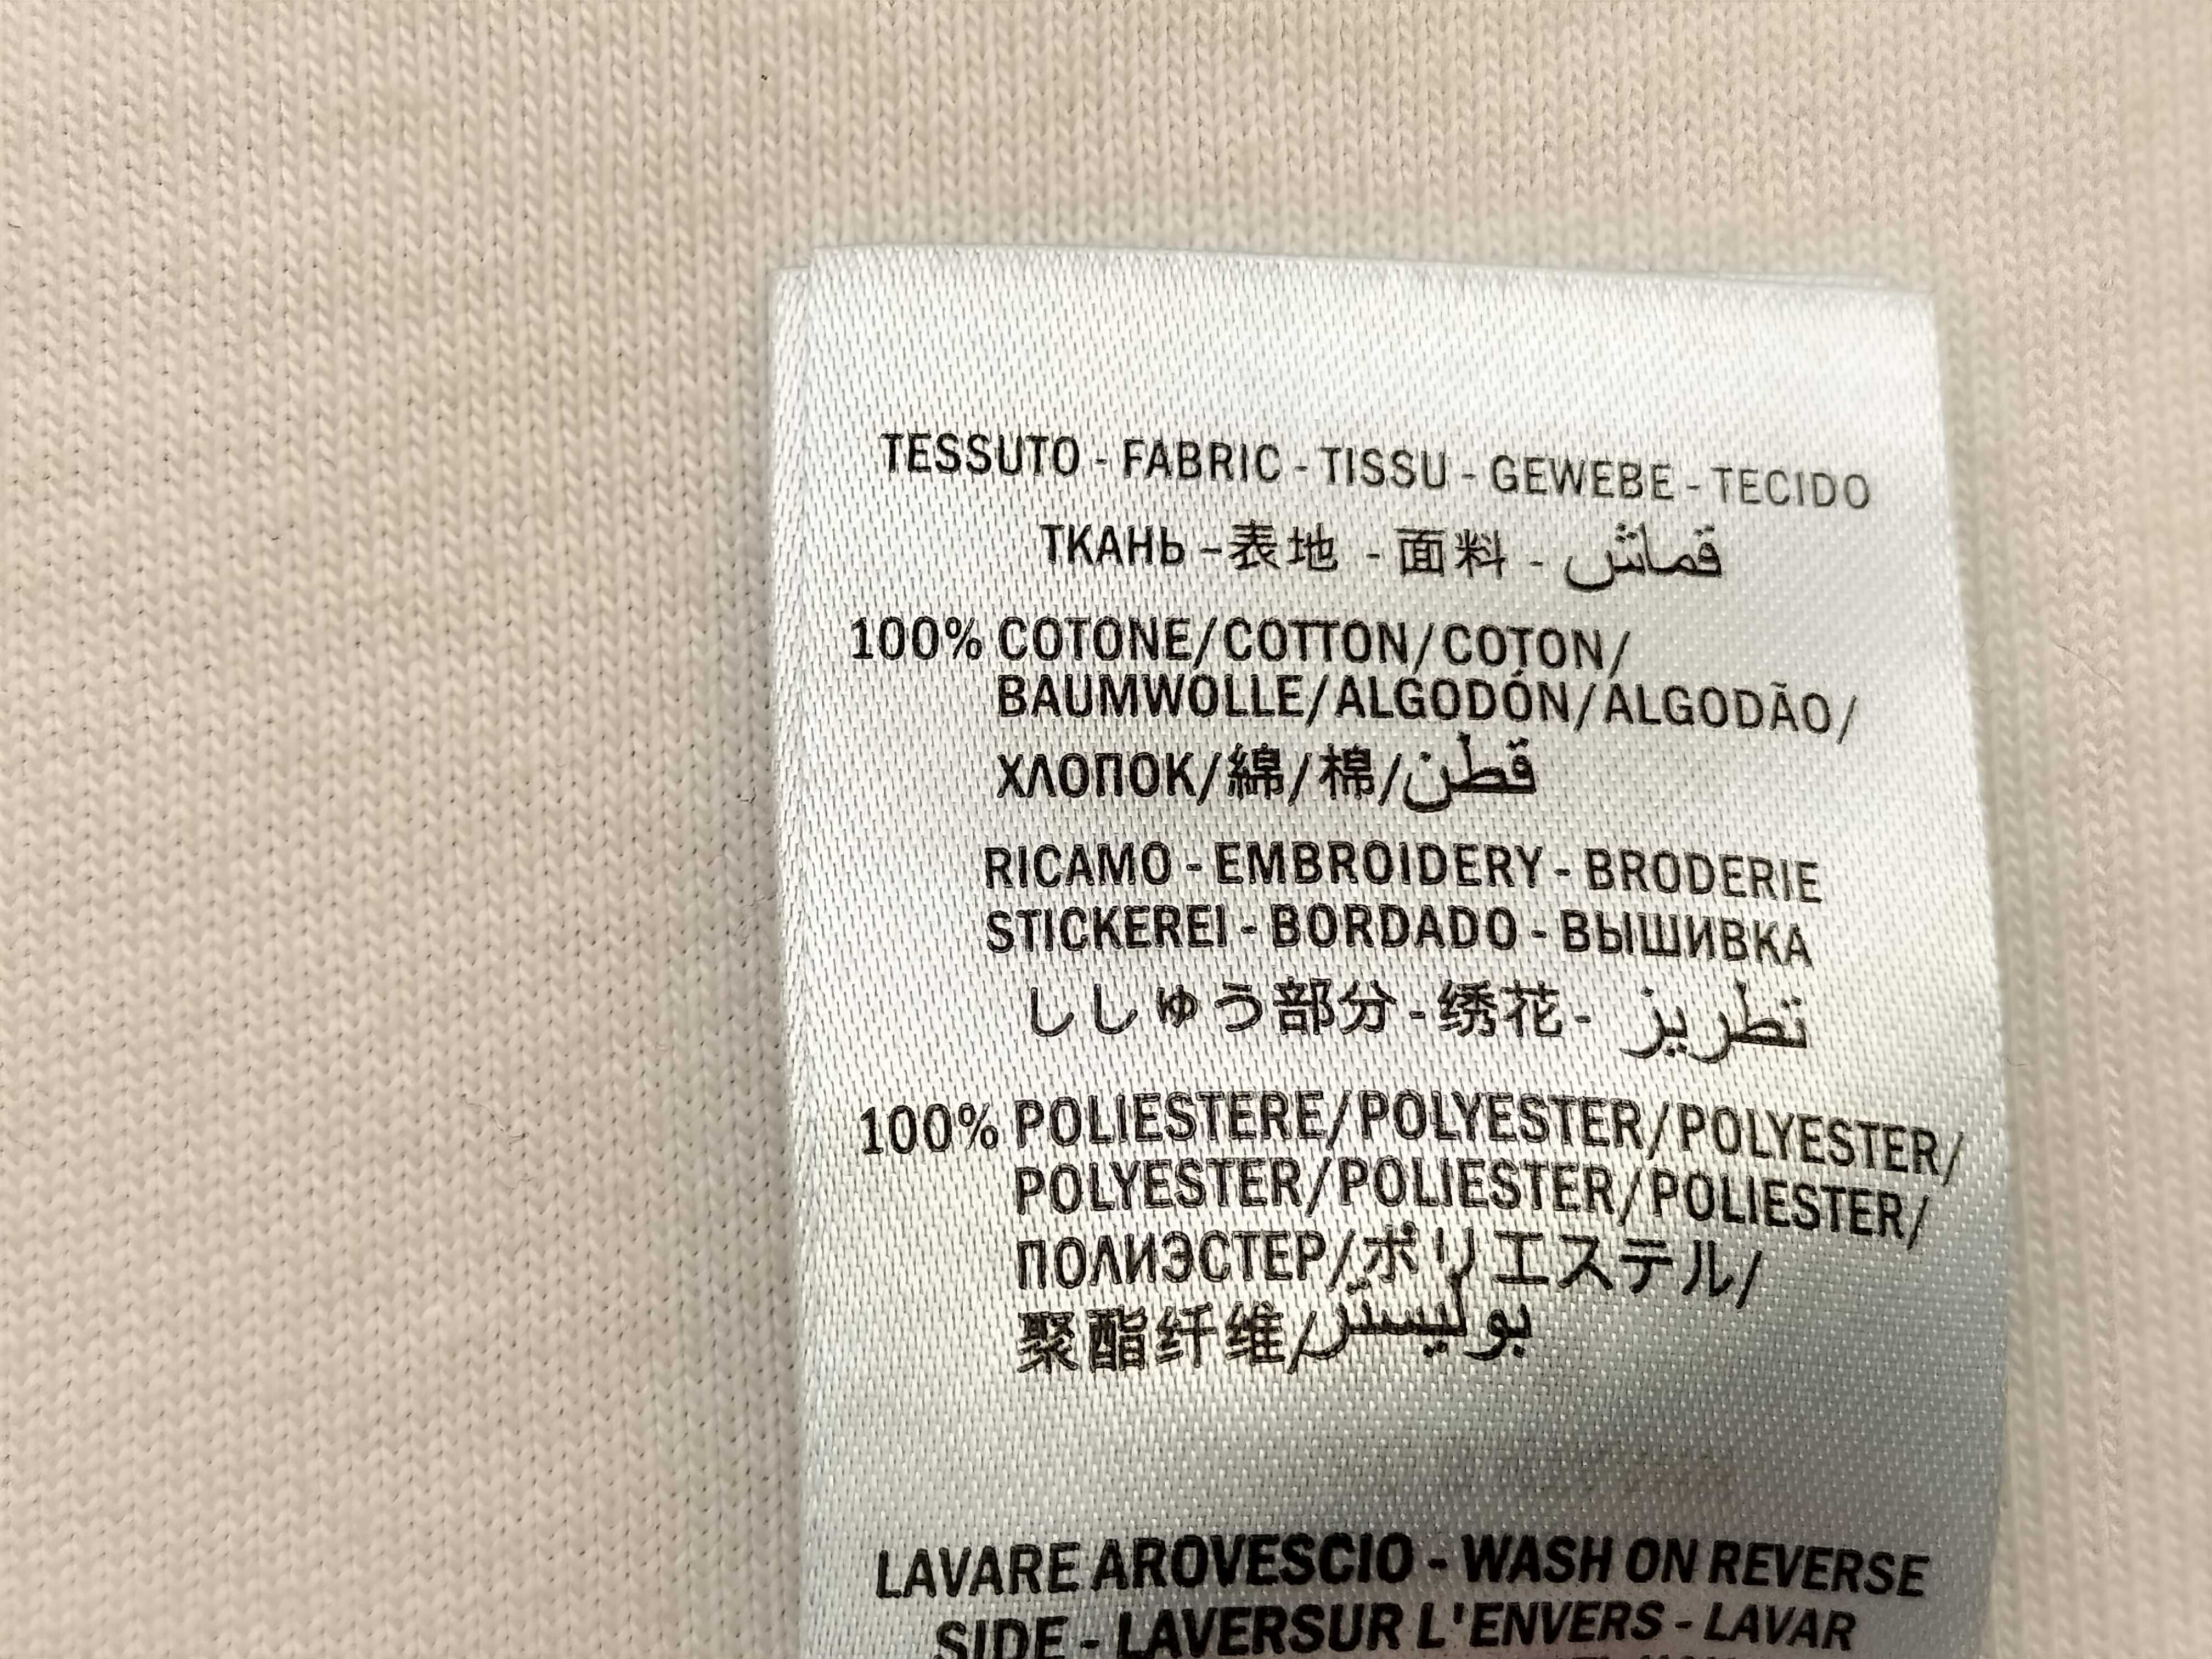 TESSUTO - FABRIC - TISSU - GEWEBE - TECIDO
ТКАНЬ - 表地 - 面料 - قماش
100% COTONE/COTTON/COTON/
BAUMWOLLE/ALGODÓN/ALGODÃO/
ХЛОПОК/綿/棉/قطن
RICAMO - EMBROIDERY - BRODERIE
STICKEREI - BORDADO - ВЫШИВКА
ししゅう部分 - 绣花 - تطريز
100% POLIESTERE/POLYESTER/POLYESTER/
POLYESTER/POLIESTER/POLIESTER/
ПОЛИЭСТЕР/ポリエステル/
聚酯纤维/بوليستر
LAVARE AROVESCIO - WASH ON REVERSE
SIDE - LAVERSUR L'ENVERS - LAVAR